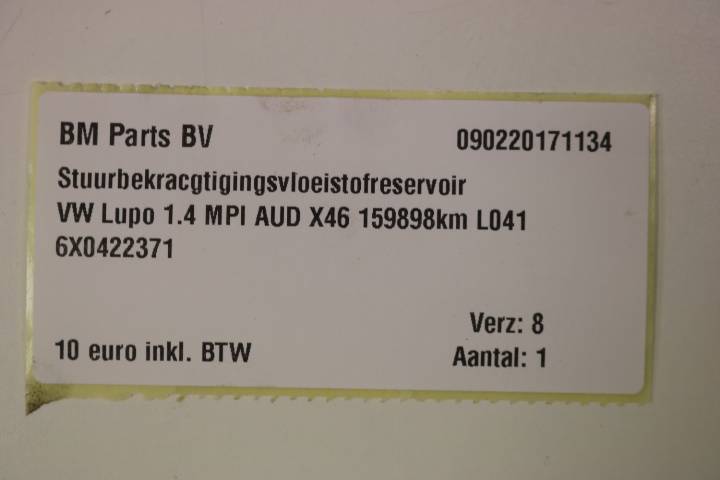 BM Parts BV 090220171134
Stuurbekracgtigingsvloeistofreservoir
VW Lupo 1.4 MPI AUD X46 159898km L041
6X0422371
Verz: 8
10 euro inkl. BTW Aantal: 1